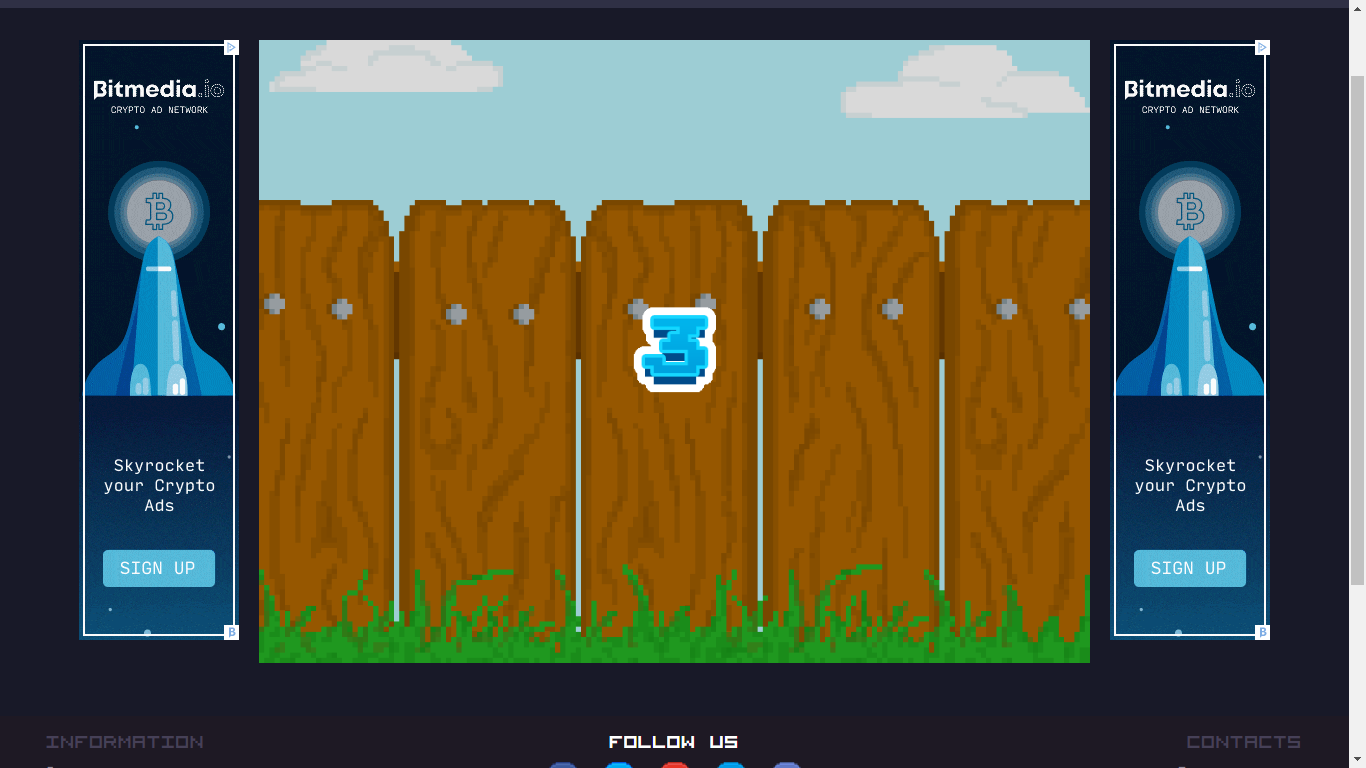 Bitmedia.io
CRYPTO AD NETWORK
Skyrocket
your Crypto
Ads
SIGN UP
3
Bitmedia.io
CRYPTO AD NETWORK
Skyrocket
your Crypto
Ads
SIGN UP
INFORMATION
FOLLOW US
CONTACTS